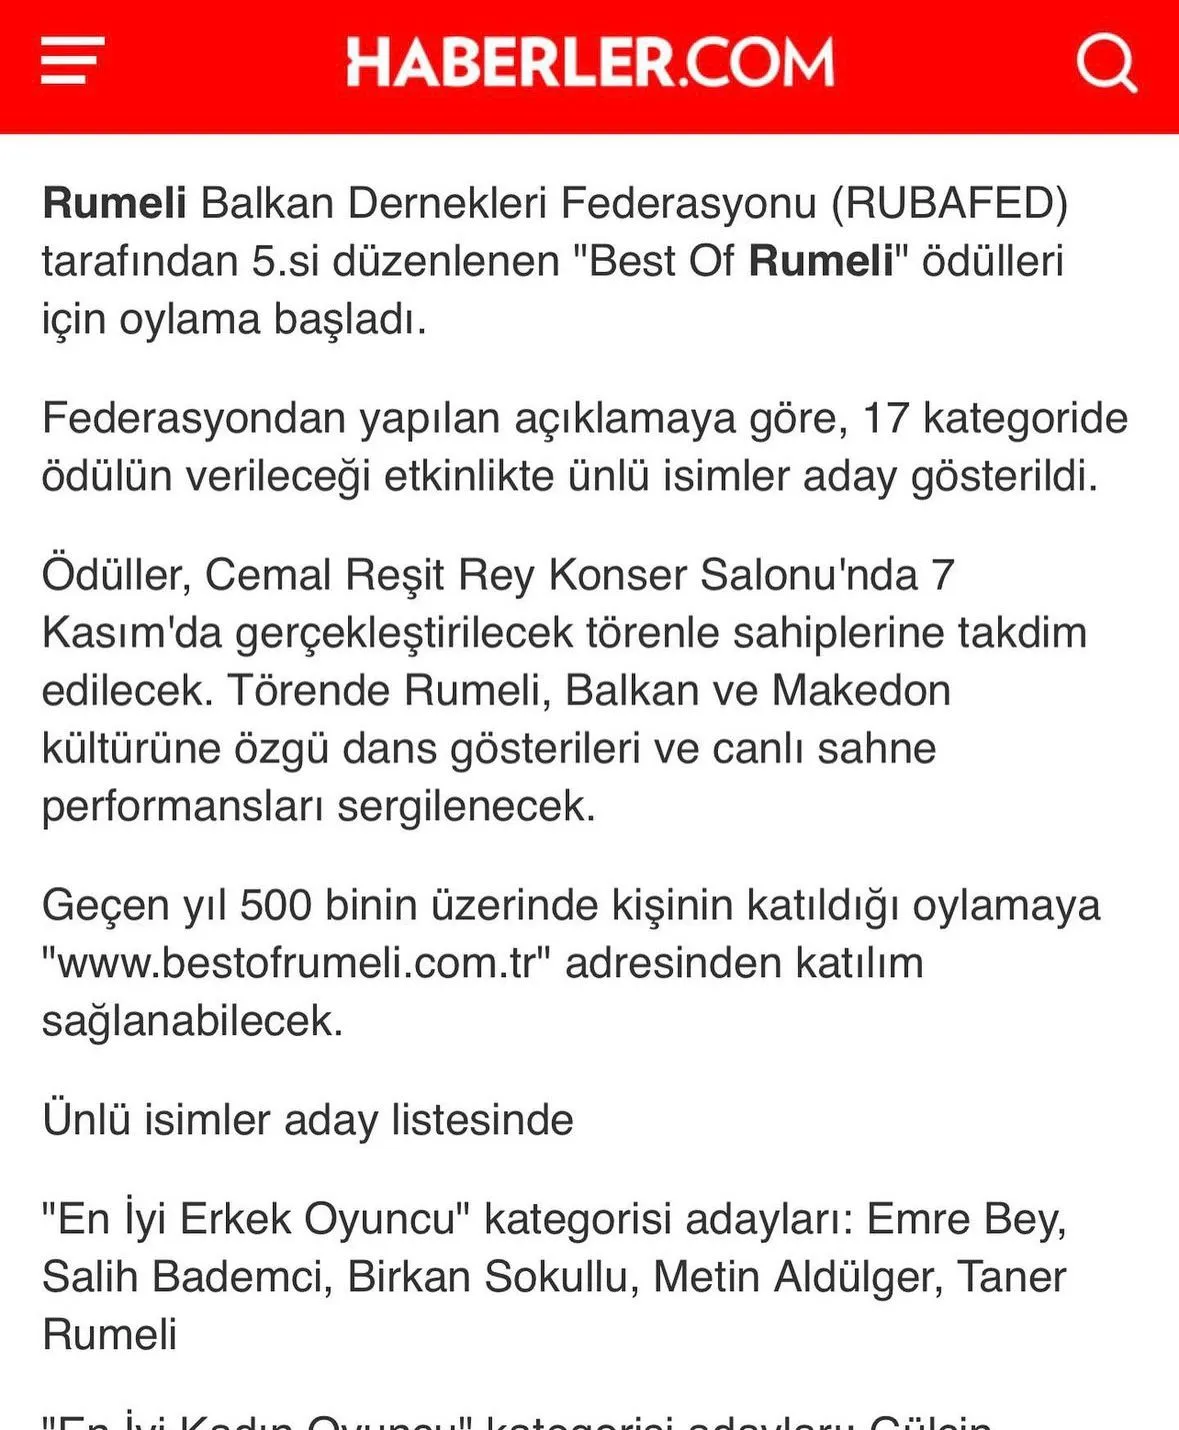 HABERLER.COM
Rumeli Balkan Dernekleri Federasyonu (RUBAFED)
tarafından 5.si düzenlenen "Best Of Rumeli" ödülleri
için oylama başladı.
Federasyondan yapılan açıklamaya göre, 17 kategoride
ödülün verileceği etkinlikte ünlü isimler aday gösterildi.
Ödüller, Cemal Reşit Rey Konser Salonu'nda 7
Kasım'da gerçekleştirilecek törenle sahiplerine takdim
edilecek. Törende Rumeli, Balkan ve Makedon
kültürüne özgü dans gösterileri ve canlı sahne
performansları sergilenecek.
Geçen yıl 500 binin üzerinde kişinin katıldığı oylamaya
"www.bestofrumeli.com.tr" adresinden katılım
sağlanabilecek.
Ünlü isimler aday listesinde
"En İyi Erkek Oyuncu" kategorisi adayları: Emre Bey,
Salih Bademci, Birkan Sokullu, Metin Aldülger, Taner
Rumeli
"En İyi Kadın Oyuncu" kategorisi adayları: Gülçin